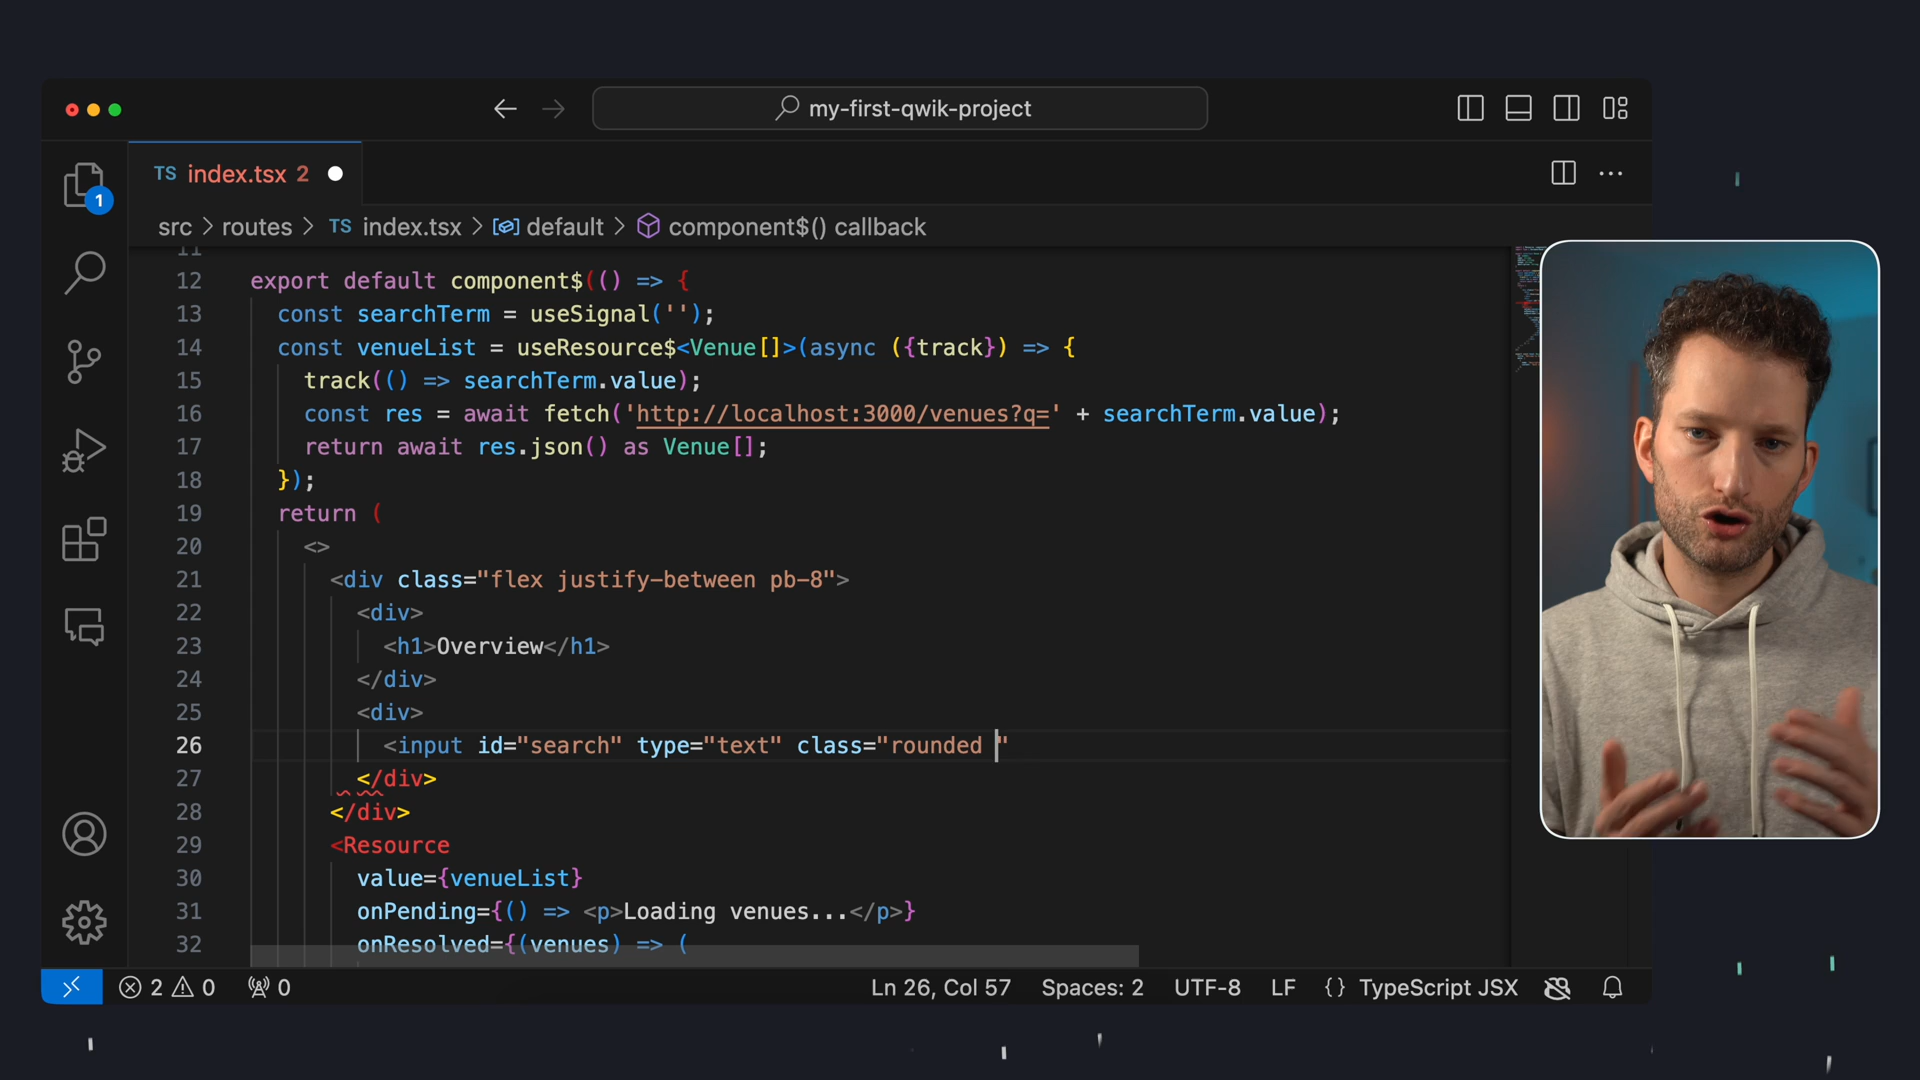 my-first-qwik-project
TS index.tsx 2
1
src > routes > TS index.tsx > default > component$() callback
11
12 export default component$(() => {
13 const searchTerm = useSignal('');
14 const venueList = useResource$<Venue[]>(async ({track}) => {
15 track(() => searchTerm.value);
16 const res = await fetch('http://localhost:3000/venues?q=' + searchTerm.value);
17 return await res.json() as Venue[];
18 });
19 return (
20 <>
21 <div class="flex justify-between pb-8">
22 <div>
23 <h1>Overview</h1>
24 </div>
25 <div>
26 <input id="search" type="text" class="rounded "
27 </div>
28 </div>
29 <Resource
30 value={venueList}
31 onPending={() => <p>Loading venues...</p>}
32 onResolved={(venues) => (
2 0 0 Ln 26, Col 57 Spaces: 2 UTF-8 LF {} TypeScript JSX